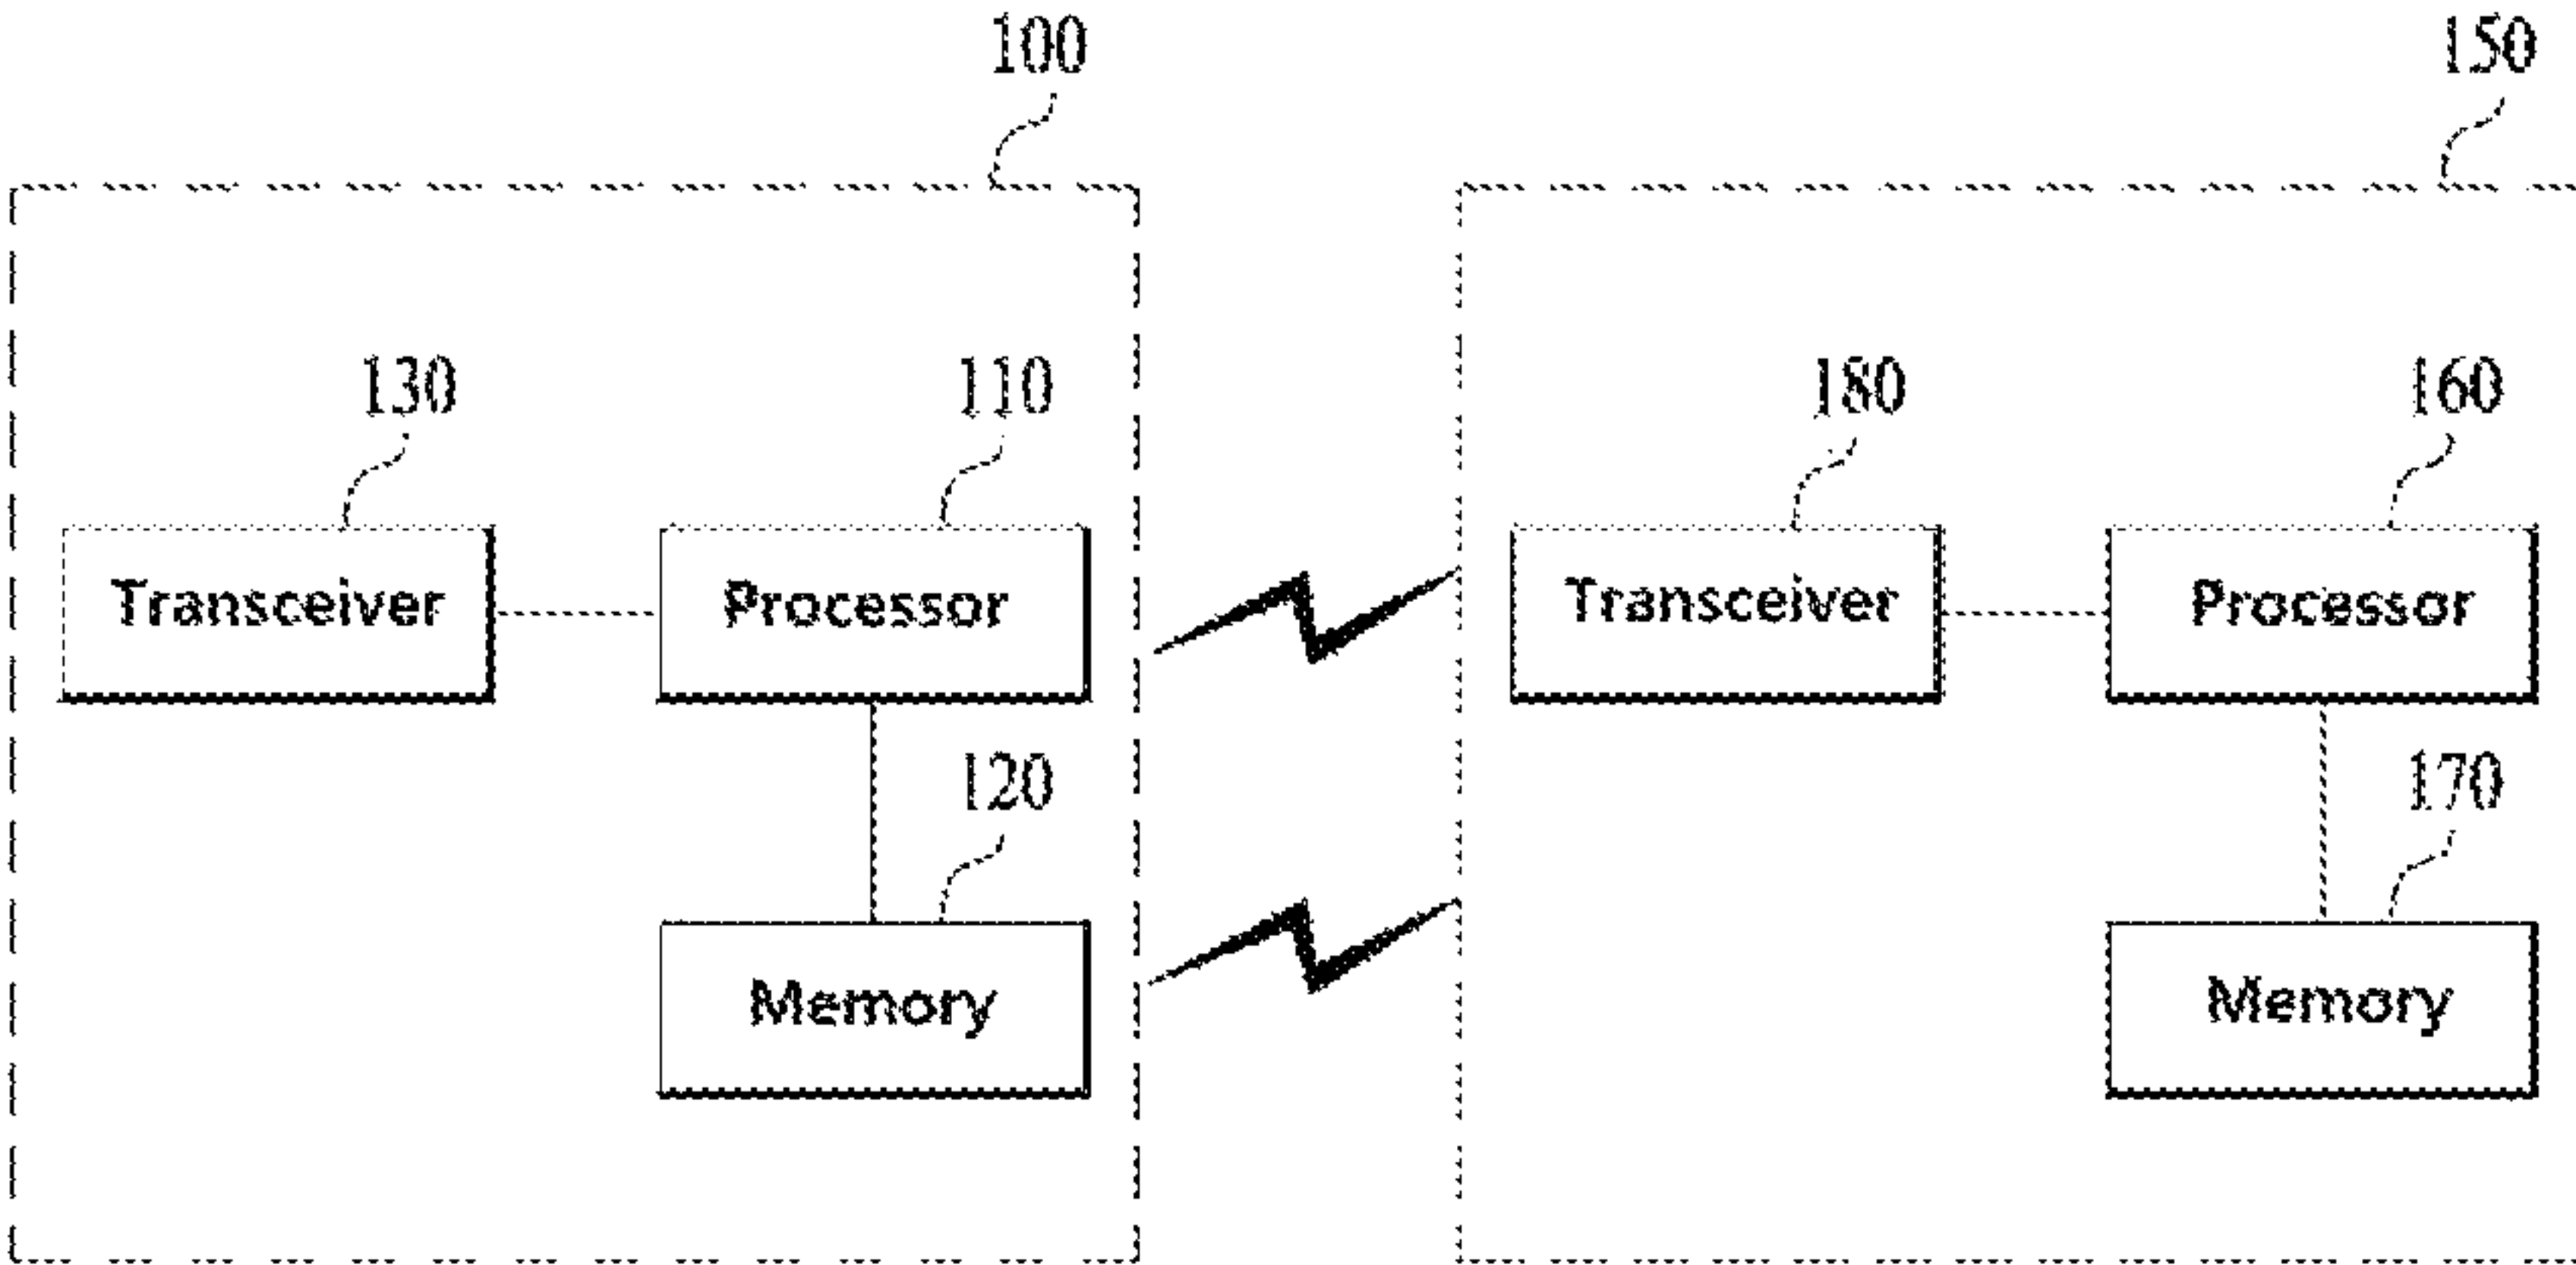 100
150
130
110
180
160
Transceiver
Processor
Transceiver
Processor
120
170
Memory
Memory